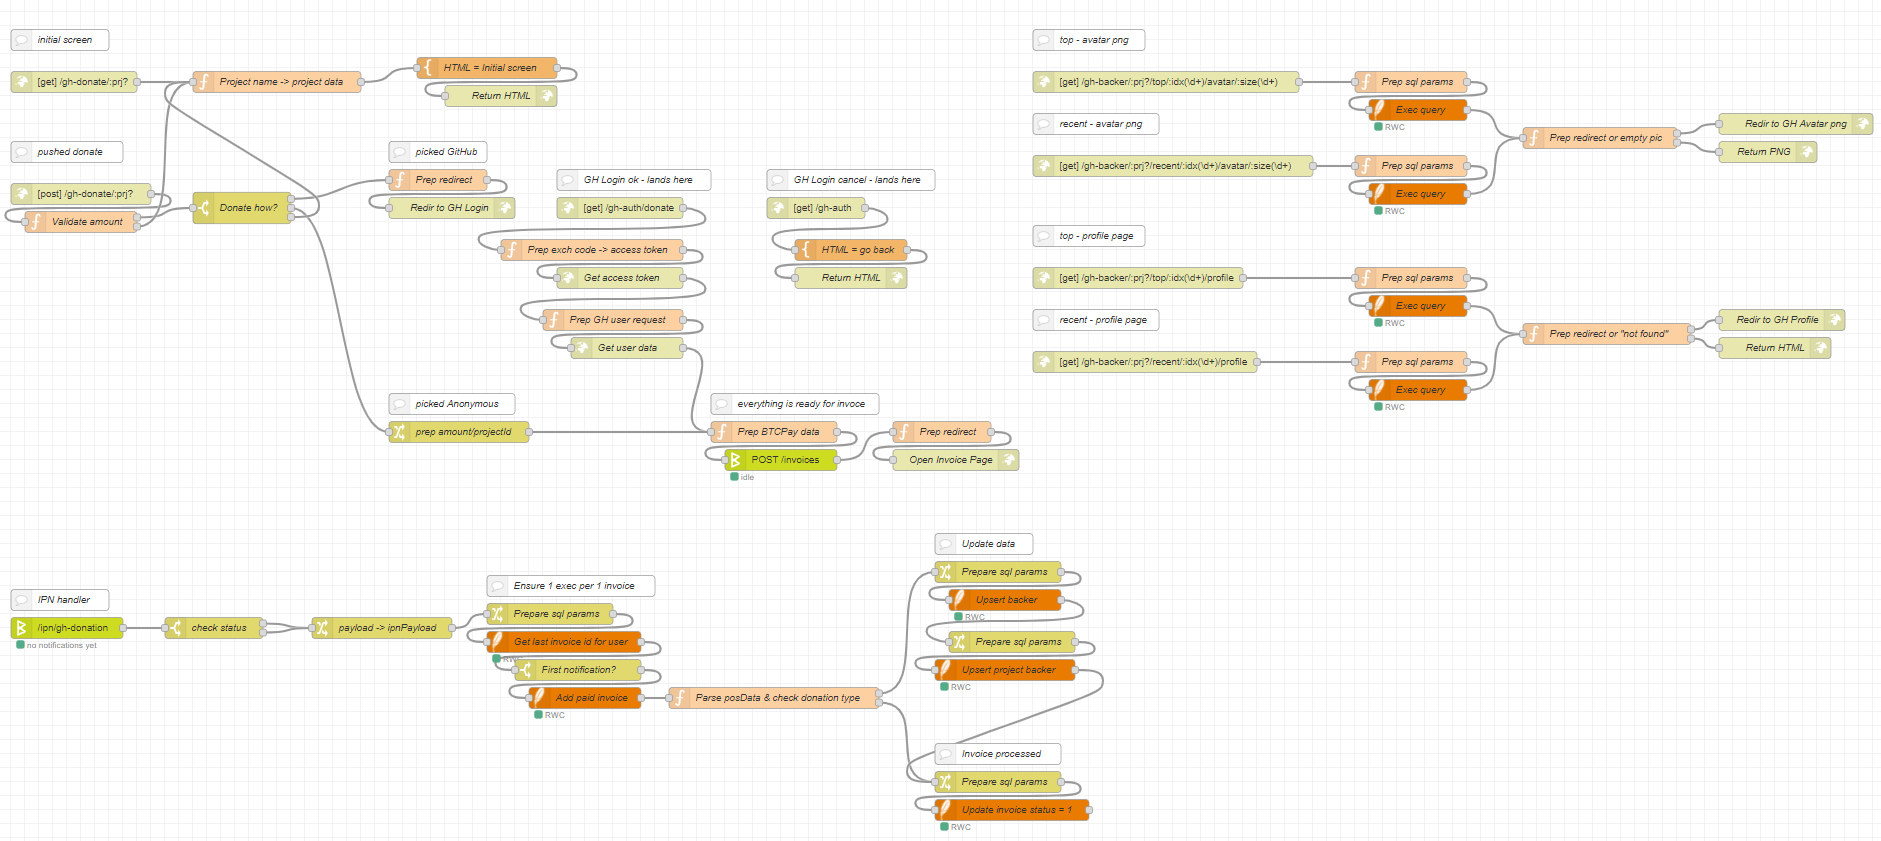 initial screen
[get] /gh-donate/:prj?
Project name -> project data
HTML = Initial screen
Return HTML
pushed donate
[post] /gh-donate/:prj?
Validate amount
Donate how?
picked GitHub
Prep redirect
Redir to GH Login
GH Login ok - lands here
[get] /gh-auth/donate
Prep exch code -> access token
Get access token
Prep GH user request
Get user data
GH Login cancel - lands here
[get] /gh-auth
HTML = go back
Return HTML
picked Anonymous
prep amount/projectId
everything is ready for invoce
Prep BTCPay data
POST /invoices
idle
Prep redirect
Open Invoice Page
top - avatar png
[get] /gh-backer/:prj?/top/:idx(\d+)/avatar/:size(\d+)
Prep sql params
Exec query
RWC
recent - avatar png
[get] /gh-backer/:prj?/recent/:idx(\d+)/avatar/:size(\d+)
Prep sql params
Exec query
RWC
Prep redirect or empty pic
Redir to GH Avatar png
Return PNG
top - profile page
[get] /gh-backer/:prj?/top/:idx(\d+)/profile
Prep sql params
Exec query
RWC
recent - profile page
[get] /gh-backer/:prj?/recent/:idx(\d+)/profile
Prep sql params
Exec query
RWC
Prep redirect or "not found"
Redir to GH Profile
Return HTML
IPN handler
/ipn/gh-donation
no notifications yet
check status
payload -> ipnPayload
Ensure 1 exec per 1 invoice
Prepare sql params
Get last invoice id for user
RWC
First notification?
Add paid invoice
RWC
Parse posData & check donation type
Update data
Prepare sql params
Upsert backer
RWC
Prepare sql params
Upsert project backer
RWC
Invoice processed
Prepare sql params
Update invoice status = 1
RWC